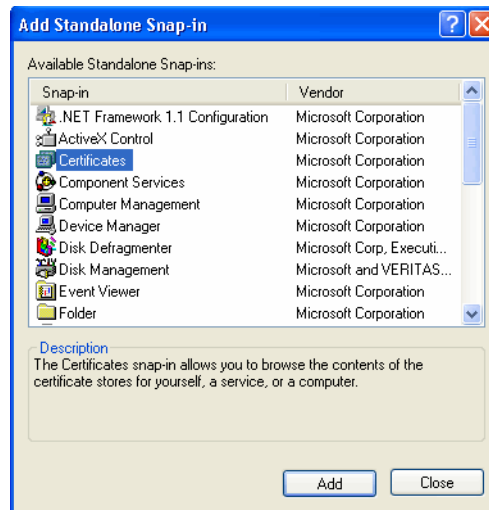 Add Standalone Snap-in
Available Standalone Snap-ins:
Snap-in Vendor
.NET Framework 1.1 Configuration Microsoft Corporation
ActiveX Control Microsoft Corporation
Certificates Microsoft Corporation
Component Services Microsoft Corporation
Computer Management Microsoft Corporation
Device Manager Microsoft Corporation
Disk Defragmenter Microsoft Corp, Executi...
Disk Management Microsoft and VERITAS...
Event Viewer Microsoft Corporation
Folder Microsoft Corporation
Description
The Certificates snap-in allows you to browse the contents of the
certificate stores for yourself, a service, or a computer.
Add Close